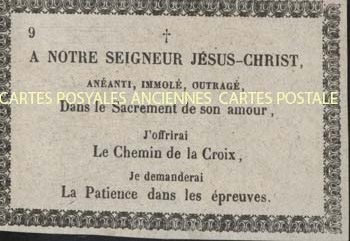 9
†
A NOTRE SEIGNEUR JÉSUS-CHRIST,
ANÉANTI, IMMOLÉ, OUTRAGÉ,
CARTES POSYALES ANCIENNES CARTES POSTALE
Dans le Sacrement de son amour,
J'offrirai
Le Chemin de la Croix,
Je demanderai
La Patience dans les épreuves.